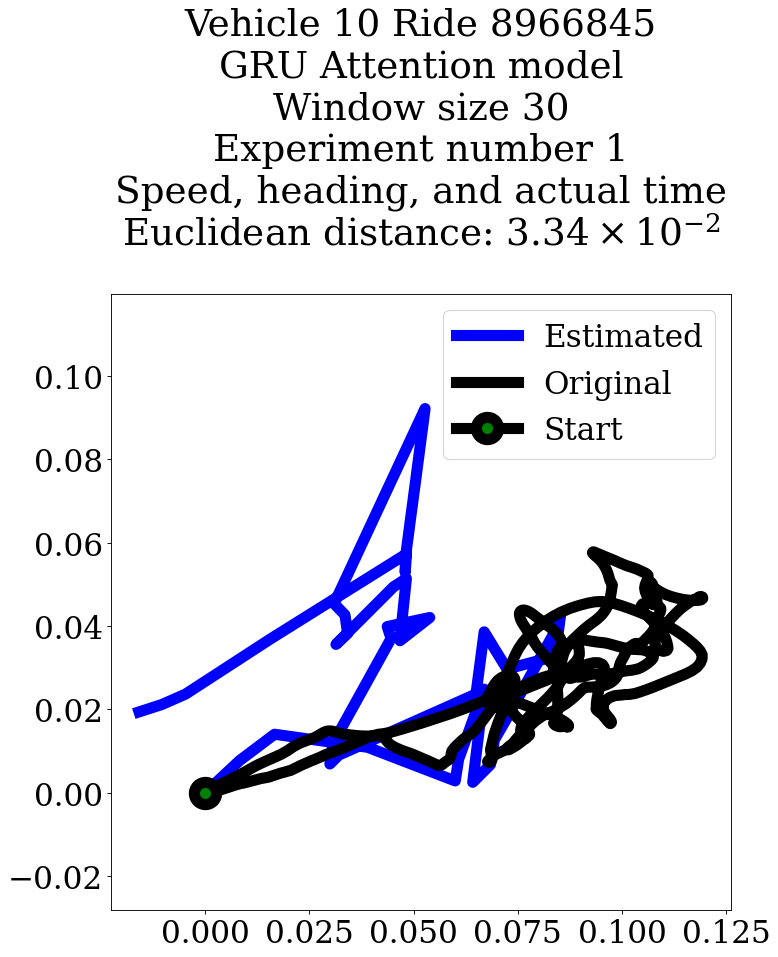 Vehicle 10 Ride 8966845
GRU Attention model
Window size 30
Experiment number 1
Speed, heading, and actual time
Euclidean distance: 3.34 × 10⁻²
Estimated
Original
Start
0.10
0.08
0.06
0.04
0.02
0.00
−0.02
0.000 0.025 0.050 0.075 0.100 0.125